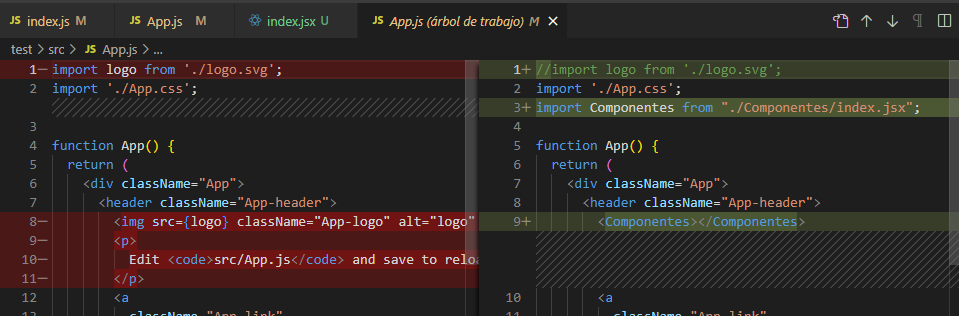 JS index.js M JS App.js M index.jsx U JS App.js (árbol de trabajo) M
test > src > JS App.js > ...
1− import logo from './logo.svg';
2 import './App.css';
3
4 function App() {
5 return (
6 <div className="App">
7 <header className="App-header">
8− <img src={logo} className="App-logo" alt="logo"
9− <p>
10− Edit <code>src/App.js</code> and save to reloa
11− </p>
12 <a
className="App-link"
1+ //import logo from './logo.svg';
2 import './App.css';
3+ import Componentes from "./Componentes/index.jsx";
4
5 function App() {
6 return (
7 <div className="App">
8 <header className="App-header">
9+ <Componentes></Componentes>
10 <a
11 className="App-link"